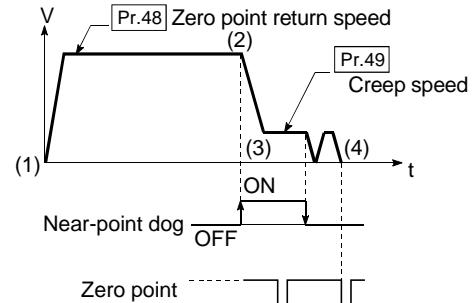 V
Pr.48 Zero point return speed
(2)
Pr.49
Creep speed
(1)
(3)
(4)
t
ON
Near-point dog
OFF
Zero point